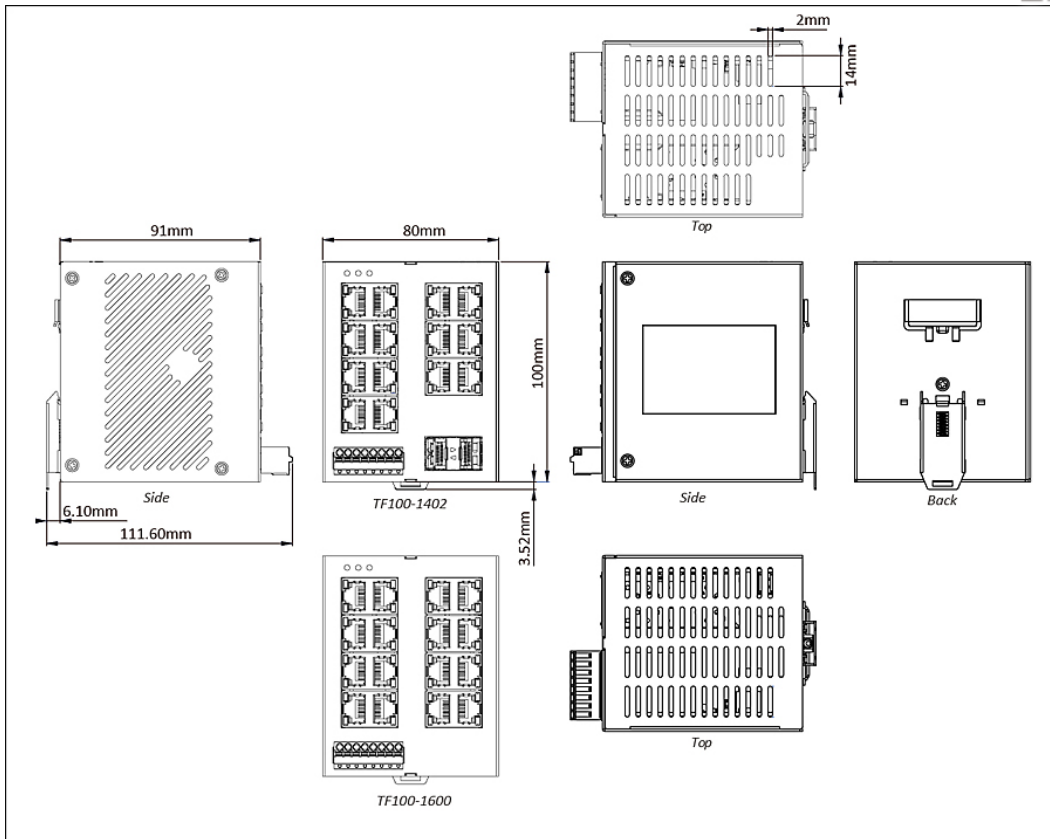 2mm
14mm
Top
91mm
80mm
100mm
Side
TF100-1402
Side
Back
6.10mm
111.60mm
3.52mm
TF100-1600
Top